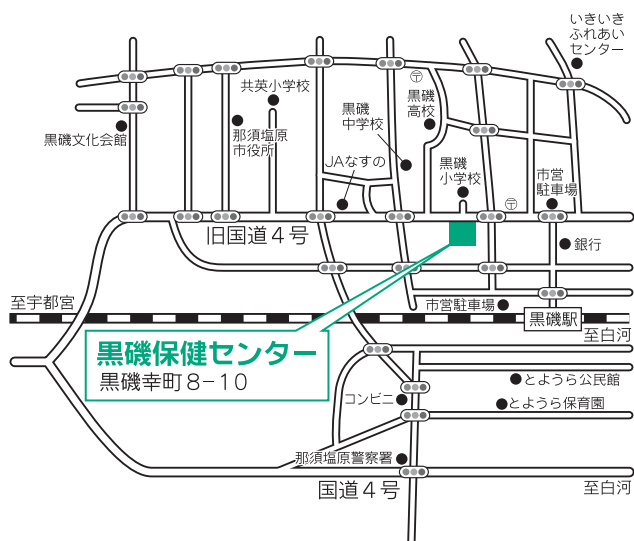 いきいき
ふれあい
センター
共英小学校
黒磯
中学校
黒磯
高校
黒磯文化会館
那須塩原
市役所
JAなすの
黒磯
小学校
市営
駐車場
旧国道4号
銀行
至宇都宮
市営駐車場
黒磯駅
至白河
黒磯保健センター
黒磯幸町8-10
とようら公民館
コンビニ
とようら保育園
那須塩原警察署
国道4号
至白河